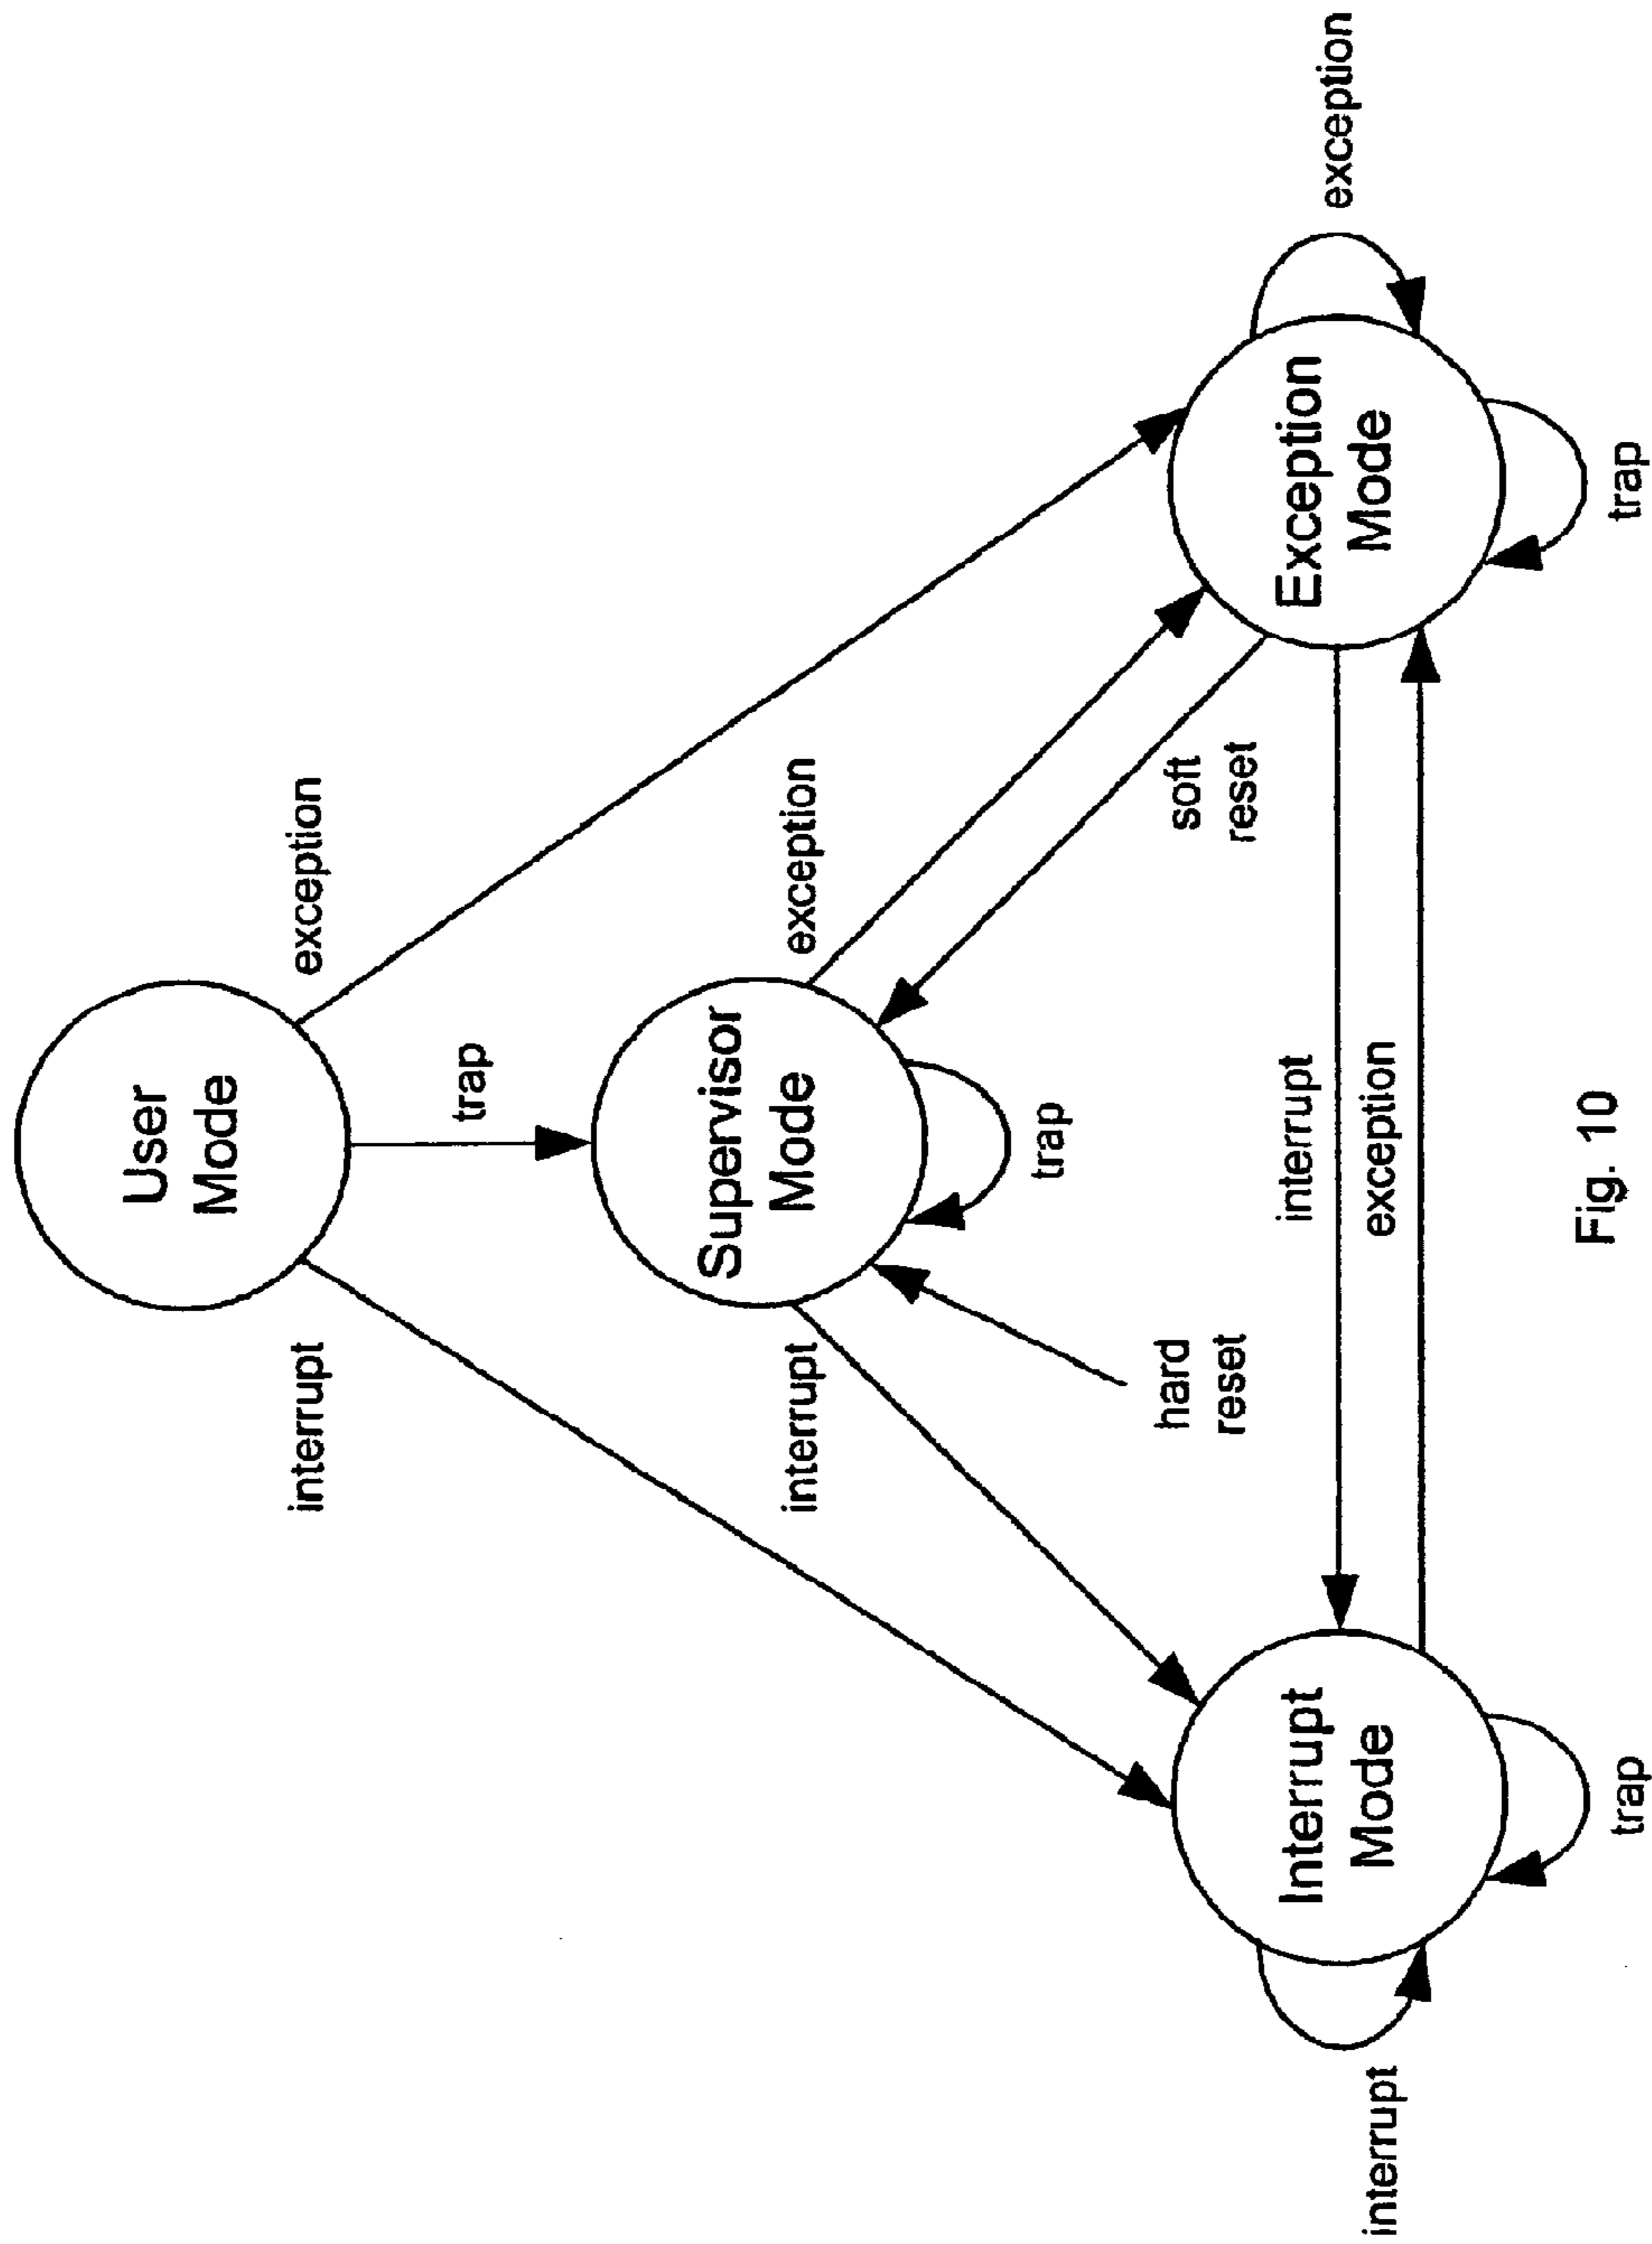 User
Mode
interrupt
trap
exception
Supervisor
Mode
interrupt
exception
trap
hard
reset
soft
reset
Interrupt
Mode
interrupt
trap
interrupt
exception
Exception
Mode
exception
trap
Fig. 10